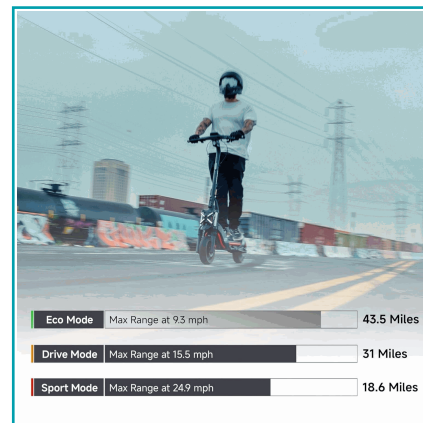 Eco Mode Max Range at 9.3 mph 43.5 Miles
Drive Mode Max Range at 15.5 mph 31 Miles
Sport Mode Max Range at 24.9 mph 18.6 Miles